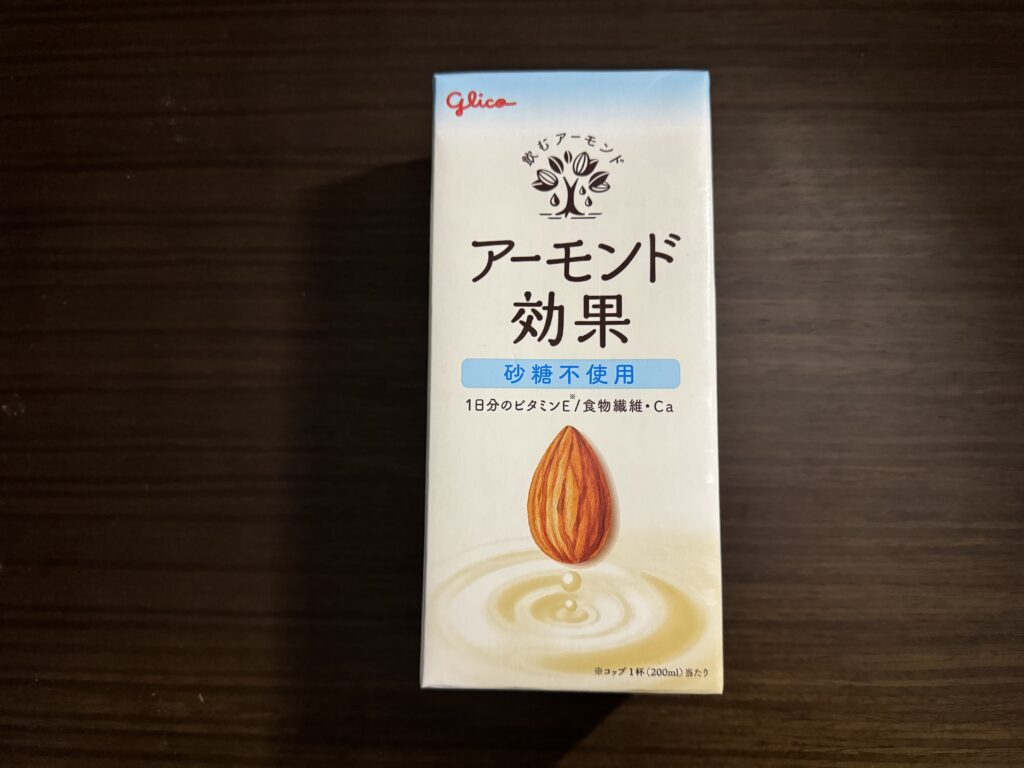 glico
飲むアーモンド
アーモンド
効果
砂糖不使用
1日分のビタミンE※/食物繊維・Ca
※コップ1杯(200ml)当たり